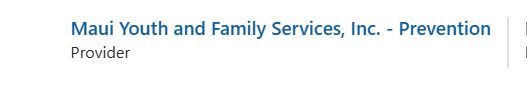 Maui Youth and Family Services, Inc. - Prevention
Provider